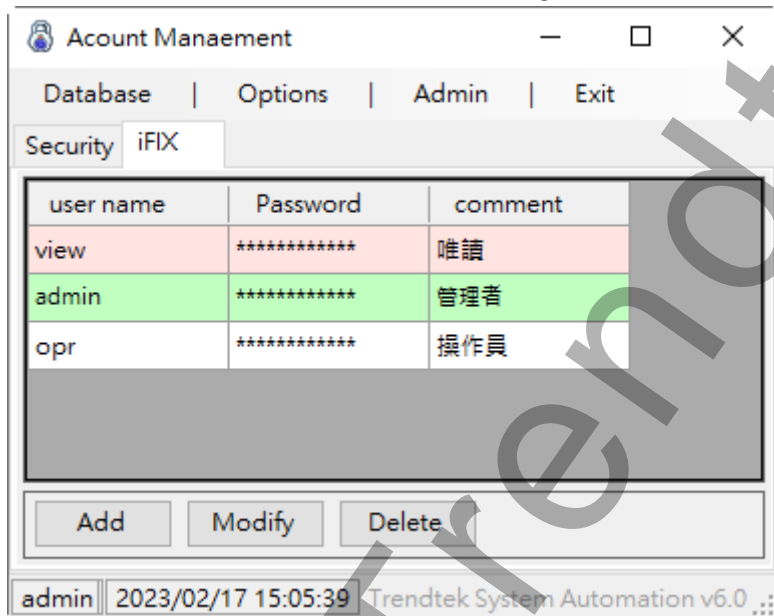 Acount Manaement
Database | Options | Admin | Exit
Security iFIX
user name Password comment
view ************ 唯讀
admin ************ 管理者
opr ************ 操作員
Add Modify Delete
admin 2023/02/17 15:05:39 Trendtek System Automation v6.0
Trendt